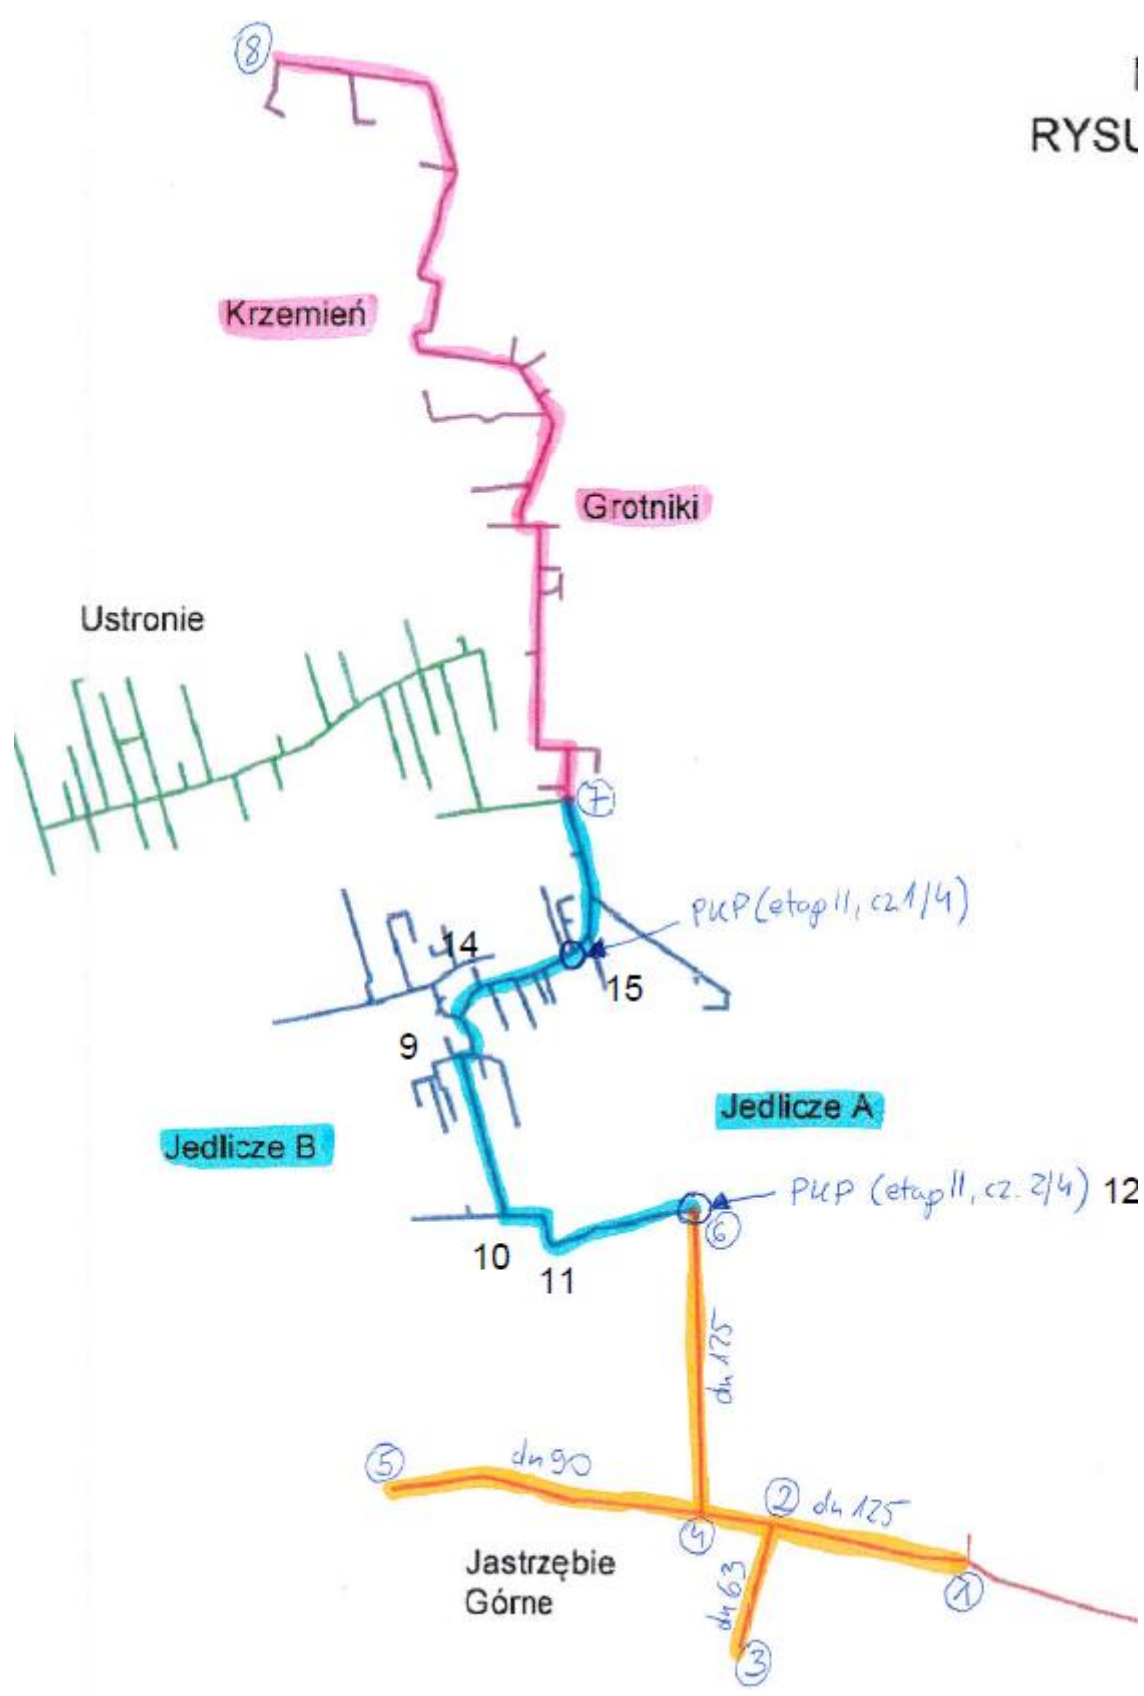 8
RYSU
Krzemień
Grotniki
Ustronie
7
PKP (etap II, cz 1/4)
14
15
9
Jedlicze A
Jedlicze B
PKP (etap II, cz. 2/4) 12
6
10
11
dn 125
5
dn 90
2
dn 125
4
Jastrzębie
Górne
dn 63
1
3